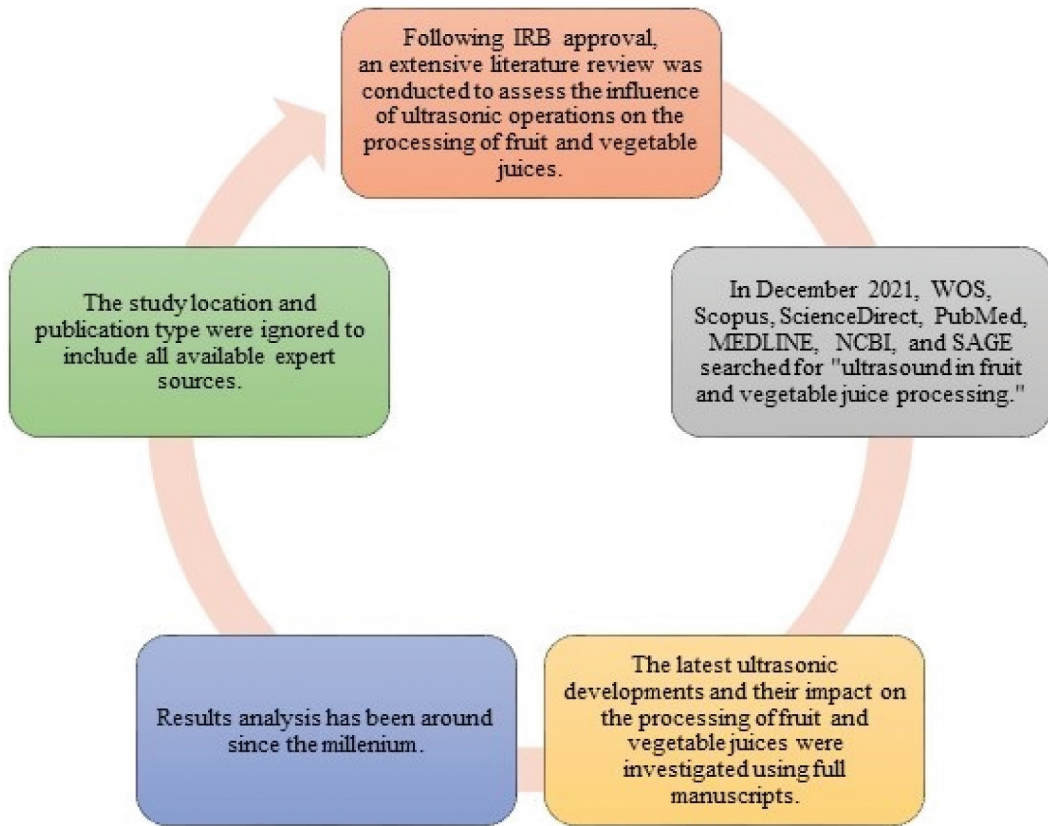 Following IRB approval,
an extensive literature review was
conducted to assess the influence
of ultrasonic operations on the
processing of fruit and vegetable
juices.
In December 2021, WOS,
Scopus, ScienceDirect, PubMed,
MEDLINE, NCBI, and SAGE
searched for "ultrasound in fruit
and vegetable juice processing."
The latest ultrasonic
developments and their impact on
the processing of fruit and
vegetable juices were
investigated using full
manuscripts.
Results analysis has been around
since the millenium.
The study location and
publication type were ignored to
include all available expert
sources.